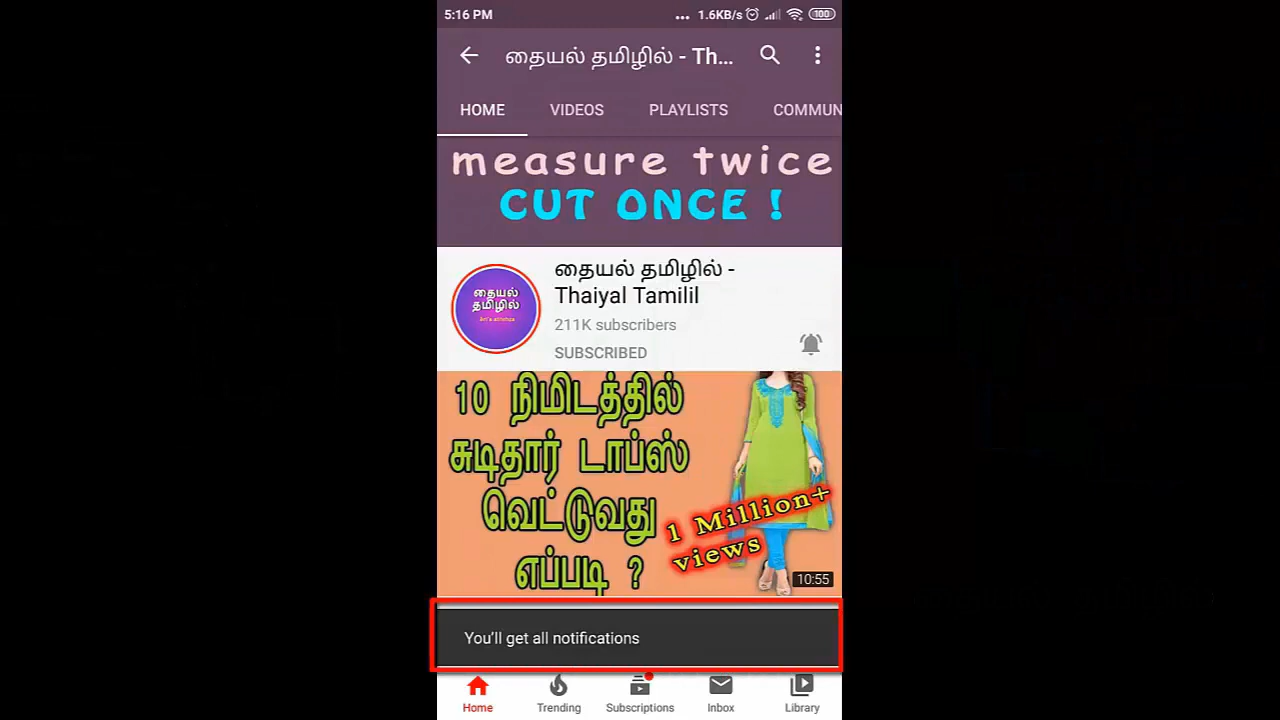 5:16 PM ... 1.6KB/s 100
தையல் தமிழில் - Th...
HOME VIDEOS PLAYLISTS COMMUN
measure twice
CUT ONCE !
தையல்
தமிழில்
தையல் தமிழில் -
Thaiyal Tamilil
211K subscribers
SUBSCRIBED
10 நிமிடத்தில்
சுடிதார் டாப்ஸ்
வெட்டுவது
எப்படி ?
1 Million+
views
10:55
You'll get all notifications
Home Trending Subscriptions Inbox Library